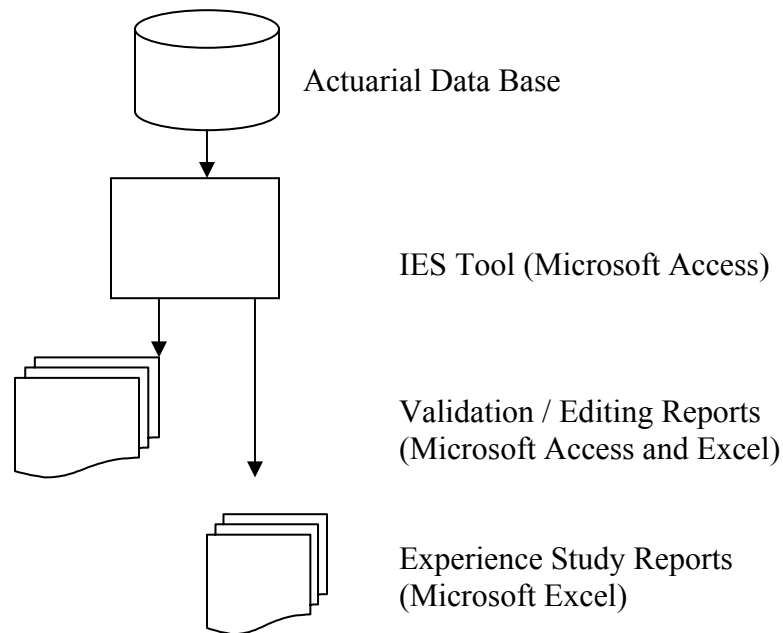 Actuarial Data Base
IES Tool (Microsoft Access)
Validation / Editing Reports
(Microsoft Access and Excel)
Experience Study Reports
(Microsoft Excel)